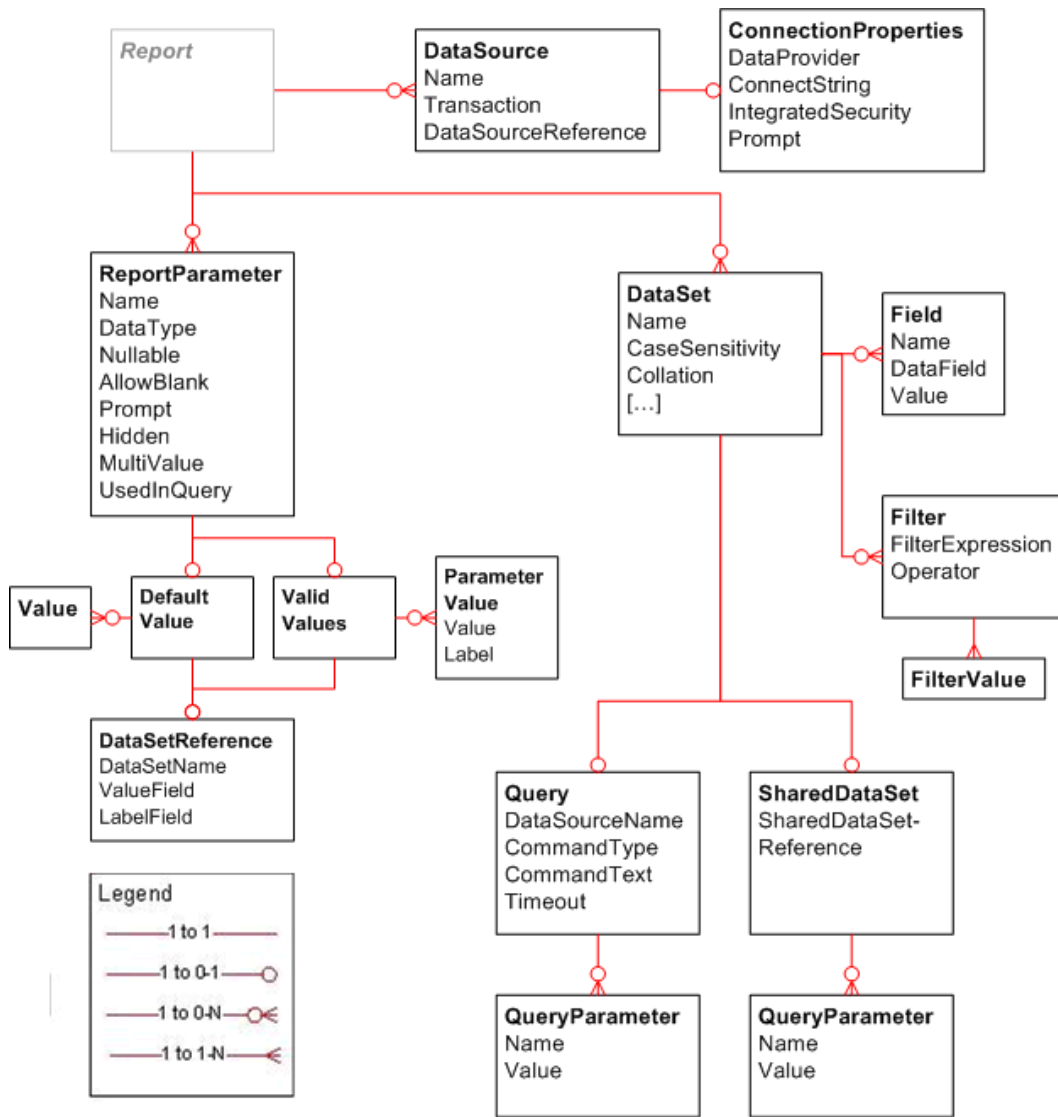 Report
DataSource
Name
Transaction
DataSourceReference
ConnectionProperties
DataProvider
ConnectString
IntegratedSecurity
Prompt
ReportParameter
Name
DataType
Nullable
AllowBlank
Prompt
Hidden
MultiValue
UsedInQuery
DataSet
Name
CaseSensitivity
Collation
[...]
Field
Name
DataField
Value
Filter
FilterExpression
Operator
FilterValue
Value
Default
Value
Valid
Values
Parameter
Value
Value
Label
DataSetReference
DataSetName
ValueField
LabelField
Query
DataSourceName
CommandType
CommandText
Timeout
SharedDataSet
SharedDataSet-
Reference
QueryParameter
Name
Value
QueryParameter
Name
Value
Legend
1 to 1
1 to 0-1
1 to 0-N
1 to 1-N